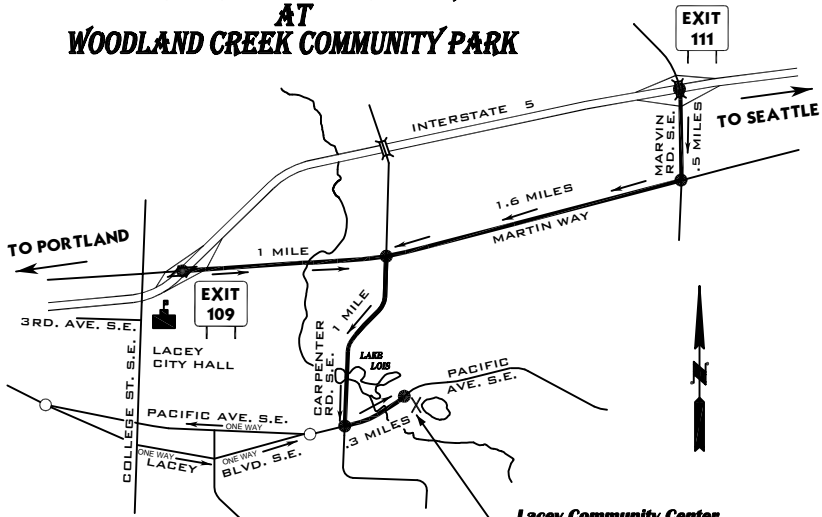 AT
WOODLAND CREEK COMMUNITY PARK
EXIT
111
INTERSTATE 5
TO SEATTLE
MARVIN
RD. S.E.
.5 MILES
1.6 MILES
MARTIN WAY
TO PORTLAND
1 MILE
EXIT
109
3RD. AVE. S.E.
LACEY
CITY HALL
COLLEGE ST. S.E.
1 MILE
CARPENTER
RD. S.E.
LAKE
LOIS
PACIFIC
AVE. S.E.
N
PACIFIC AVE. S.E.
ONE WAY
.3 MILES
ONE WAY
LACEY
ONE WAY
BLVD. S.E.
Lacey Community Center